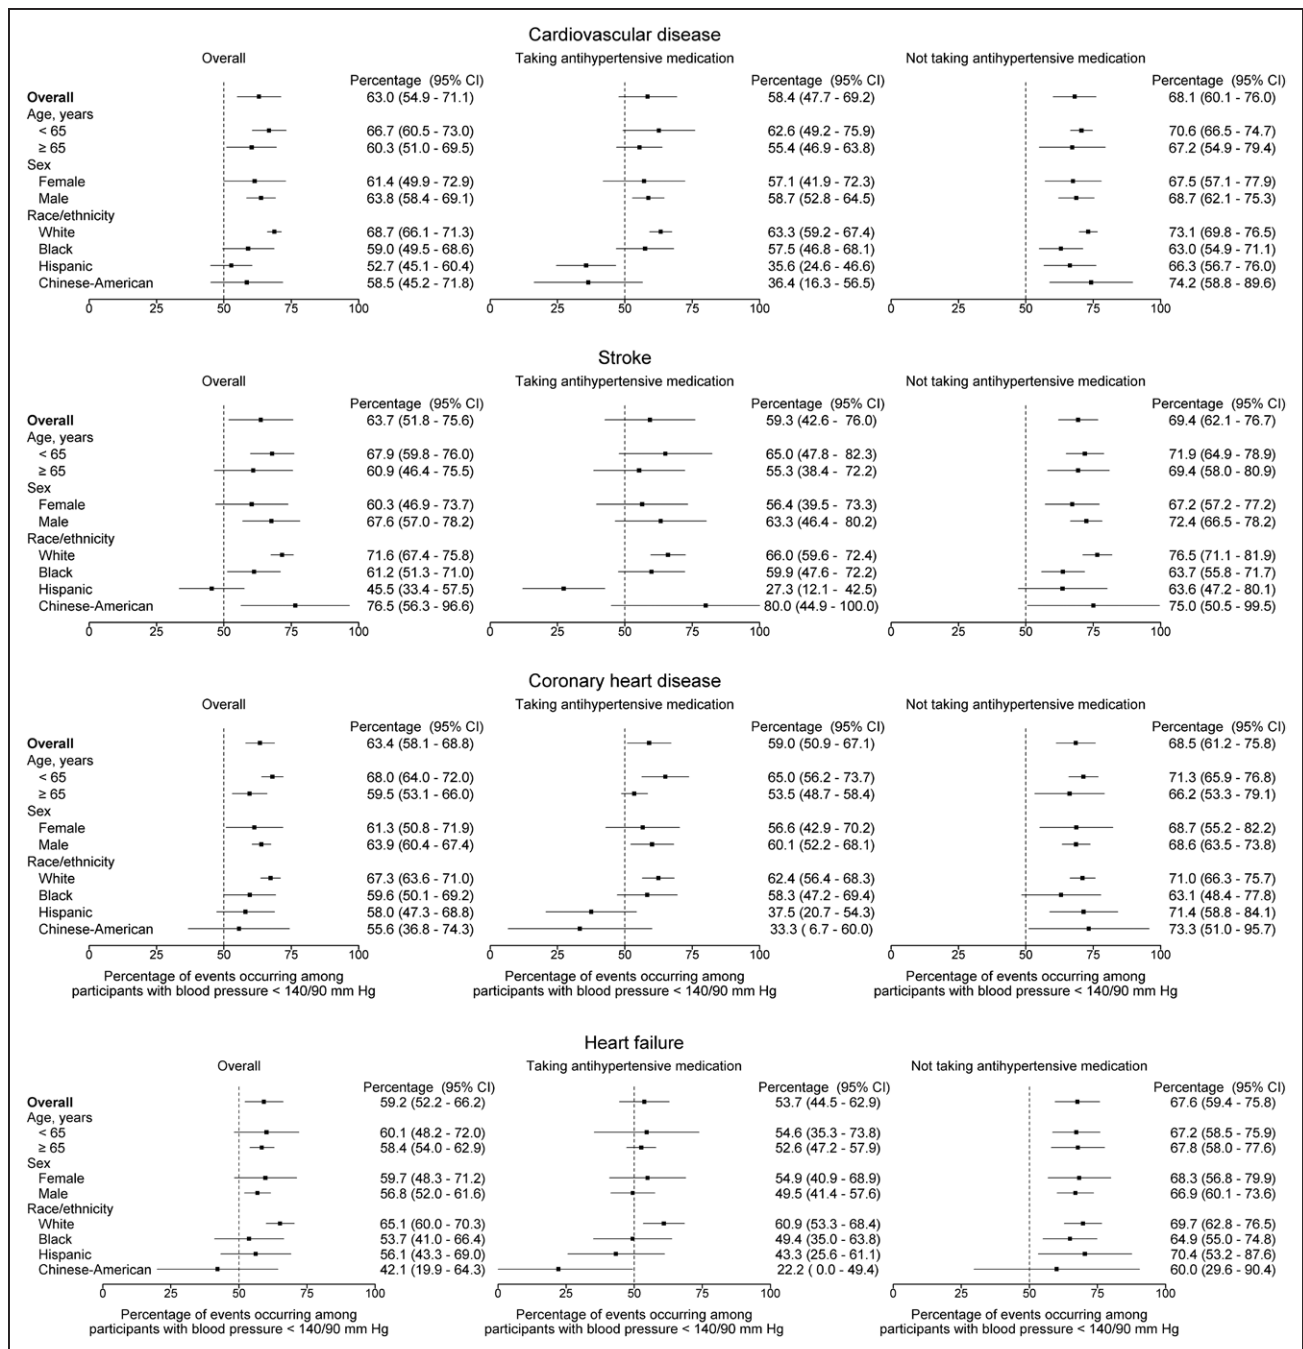 Cardiovascular disease
Overall Taking antihypertensive medication Not taking antihypertensive medication
Percentage (95% CI) Percentage (95% CI) Percentage (95% CI)
Overall 63.0 (54.9 - 71.1) 58.4 (47.7 - 69.2) 68.1 (60.1 - 76.0)
Age, years
< 65 66.7 (60.5 - 73.0) 62.6 (49.2 - 75.9) 70.6 (66.5 - 74.7)
≥ 65 60.3 (51.0 - 69.5) 55.4 (46.9 - 63.8) 67.2 (54.9 - 79.4)
Sex
Female 61.4 (49.9 - 72.9) 57.1 (41.9 - 72.3) 67.5 (57.1 - 77.9)
Male 63.8 (58.4 - 69.1) 58.7 (52.8 - 64.5) 68.7 (62.1 - 75.3)
Race/ethnicity
White 68.7 (66.1 - 71.3) 63.3 (59.2 - 67.4) 73.1 (69.8 - 76.5)
Black 59.0 (49.5 - 68.6) 57.5 (46.8 - 68.1) 63.0 (54.9 - 71.1)
Hispanic 52.7 (45.1 - 60.4) 35.6 (24.6 - 46.6) 66.3 (56.7 - 76.0)
Chinese-American 58.5 (45.2 - 71.8) 36.4 (16.3 - 56.5) 74.2 (58.8 - 89.6)
0 25 50 75 100 0 25 50 75 100 0 25 50 75 100
Stroke
Overall Taking antihypertensive medication Not taking antihypertensive medication
Percentage (95% CI) Percentage (95% CI) Percentage (95% CI)
Overall 63.7 (51.8 - 75.6) 59.3 (42.6 - 76.0) 69.4 (62.1 - 76.7)
Age, years
< 65 67.9 (59.8 - 76.0) 65.0 (47.8 - 82.3) 71.9 (64.9 - 78.9)
≥ 65 60.9 (46.4 - 75.5) 55.3 (38.4 - 72.2) 69.4 (58.0 - 80.9)
Sex
Female 60.3 (46.9 - 73.7) 56.4 (39.5 - 73.3) 67.2 (57.2 - 77.2)
Male 67.6 (57.0 - 78.2) 63.3 (46.4 - 80.2) 72.4 (66.5 - 78.2)
Race/ethnicity
White 71.6 (67.4 - 75.8) 66.0 (59.6 - 72.4) 76.5 (71.1 - 81.9)
Black 61.2 (51.3 - 71.0) 59.9 (47.6 - 72.2) 63.7 (55.8 - 71.7)
Hispanic 45.5 (33.4 - 57.5) 27.3 (12.1 - 42.5) 63.6 (47.2 - 80.1)
Chinese-American 76.5 (56.3 - 96.6) 80.0 (44.9 - 100.0) 75.0 (50.5 - 99.5)
0 25 50 75 100 0 25 50 75 100 0 25 50 75 100
Coronary heart disease
Overall Taking antihypertensive medication Not taking antihypertensive medication
Percentage (95% CI) Percentage (95% CI) Percentage (95% CI)
Overall 63.4 (58.1 - 68.8) 59.0 (50.9 - 67.1) 68.5 (61.2 - 75.8)
Age, years
< 65 68.0 (64.0 - 72.0) 65.0 (56.2 - 73.7) 71.3 (65.9 - 76.8)
≥ 65 59.5 (53.1 - 66.0) 53.5 (48.7 - 58.4) 66.2 (53.3 - 79.1)
Sex
Female 61.3 (50.8 - 71.9) 56.6 (42.9 - 70.2) 68.7 (55.2 - 82.2)
Male 63.9 (60.4 - 67.4) 60.1 (52.2 - 68.1) 68.6 (63.5 - 73.8)
Race/ethnicity
White 67.3 (63.6 - 71.0) 62.4 (56.4 - 68.3) 71.0 (66.3 - 75.7)
Black 59.6 (50.1 - 69.2) 58.3 (47.2 - 69.4) 63.1 (48.4 - 77.8)
Hispanic 58.0 (47.3 - 68.8) 37.5 (20.7 - 54.3) 71.4 (58.8 - 84.1)
Chinese-American 55.6 (36.8 - 74.3) 33.3 ( 6.7 - 60.0) 73.3 (51.0 - 95.7)
0 25 50 75 100 0 25 50 75 100 0 25 50 75 100
Percentage of events occurring among Percentage of events occurring among Percentage of events occurring among
participants with blood pressure < 140/90 mm Hg participants with blood pressure < 140/90 mm Hg participants with blood pressure < 140/90 mm Hg
Heart failure
Overall Taking antihypertensive medication Not taking antihypertensive medication
Percentage (95% CI) Percentage (95% CI) Percentage (95% CI)
Overall 59.2 (52.2 - 66.2) 53.7 (44.5 - 62.9) 67.6 (59.4 - 75.8)
Age, years
< 65 60.1 (48.2 - 72.0) 54.6 (35.3 - 73.8) 67.2 (58.5 - 75.9)
≥ 65 58.4 (54.0 - 62.9) 52.6 (47.2 - 57.9) 67.8 (58.0 - 77.6)
Sex
Female 59.7 (48.3 - 71.2) 54.9 (40.9 - 68.9) 68.3 (56.8 - 79.9)
Male 56.8 (52.0 - 61.6) 49.5 (41.4 - 57.6) 66.9 (60.1 - 73.6)
Race/ethnicity
White 65.1 (60.0 - 70.3) 60.9 (53.3 - 68.4) 69.7 (62.8 - 76.5)
Black 53.7 (41.0 - 66.4) 49.4 (35.0 - 63.8) 64.9 (55.0 - 74.8)
Hispanic 56.1 (43.3 - 69.0) 43.3 (25.6 - 61.1) 70.4 (53.2 - 87.6)
Chinese-American 42.1 (19.9 - 64.3) 22.2 ( 0.0 - 49.4) 60.0 (29.6 - 90.4)
0 25 50 75 100 0 25 50 75 100 0 25 50 75 100
Percentage of events occurring among Percentage of events occurring among Percentage of events occurring among
participants with blood pressure < 140/90 mm Hg participants with blood pressure < 140/90 mm Hg participants with blood pressure < 140/90 mm Hg